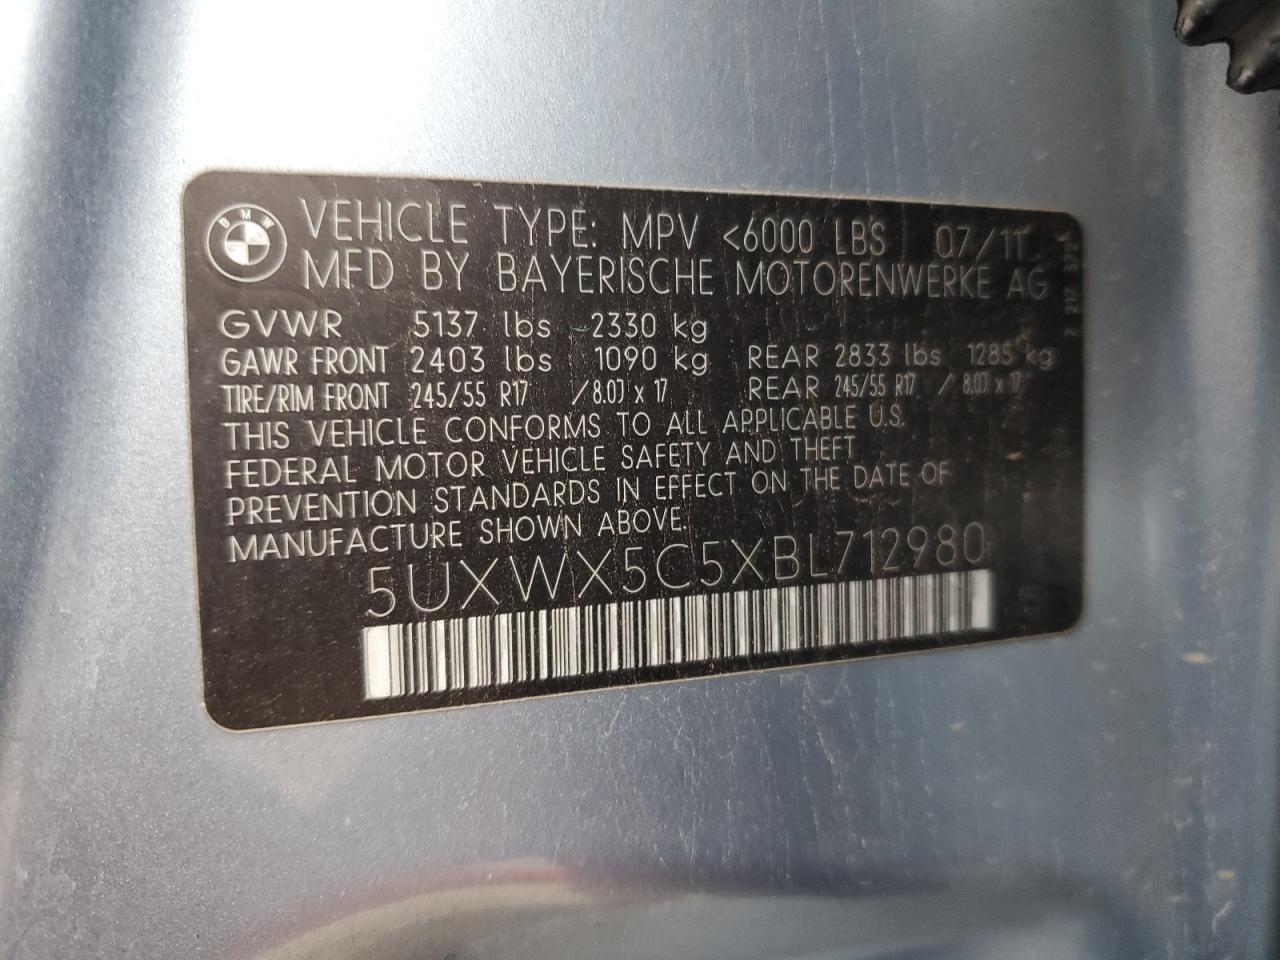 BMW
VEHICLE TYPE: MPV <6000 LBS 07/11
MFD BY BAYERISCHE MOTORENWERKE AG
GVWR 5137 lbs 2330 kg
GAWR FRONT 2403 lbs 1090 kg REAR 2833 lbs 1285 kg
TIRE/RIM FRONT 245/55 R17 /8.0J x 17 REAR 245/55 R17 / 8.0J x 17
THIS VEHICLE CONFORMS TO ALL APPLICABLE U.S.
FEDERAL MOTOR VEHICLE SAFETY AND THEFT
PREVENTION STANDARDS IN EFFECT ON THE DATE OF
MANUFACTURE SHOWN ABOVE.
5UXWX5C5XBL712980